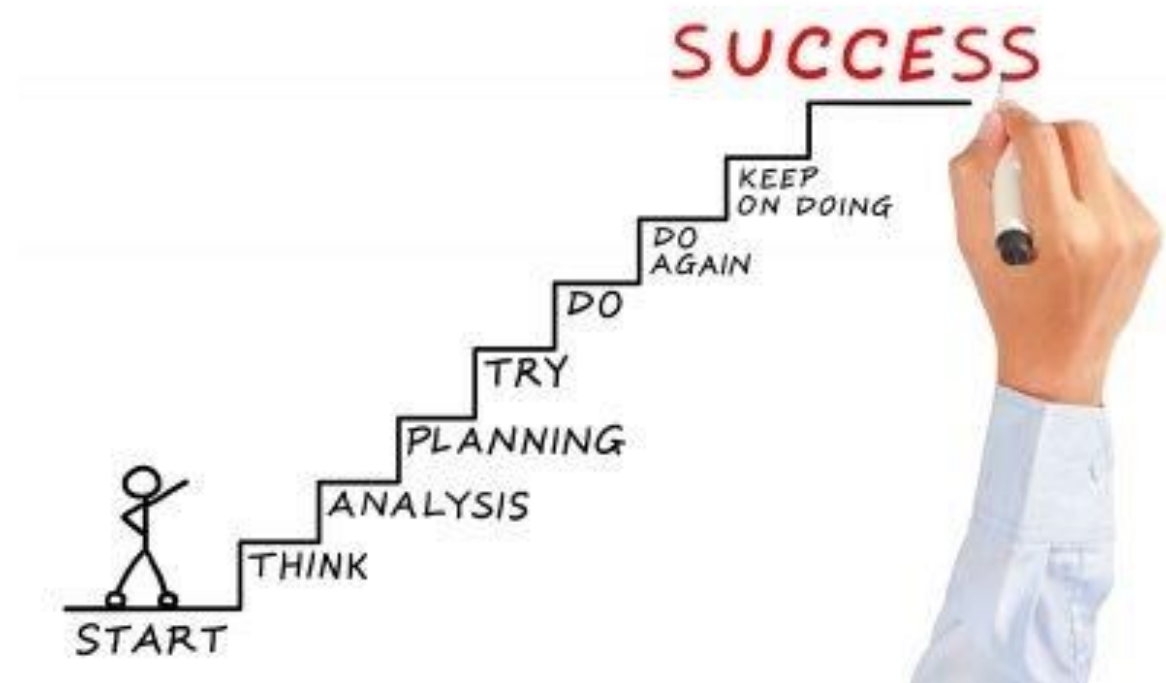 SUCCESS
KEEP
ON DOING
DO
AGAIN
DO
TRY
PLANNING
ANALYSIS
THINK
START